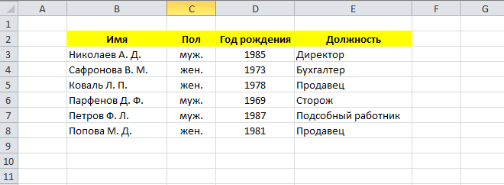 A B C D E F G
1
2 Имя Пол Год рождения Должность
3 Николаев А. Д. муж. 1985 Директор
4 Сафронова В. М. жен. 1973 Бухгалтер
5 Коваль Л. П. жен. 1978 Продавец
6 Парфенов Д. Ф. муж. 1969 Сторож
7 Петров Ф. Л. муж. 1987 Подсобный работник
8 Попова М. Д. жен. 1981 Продавец
9
10
11